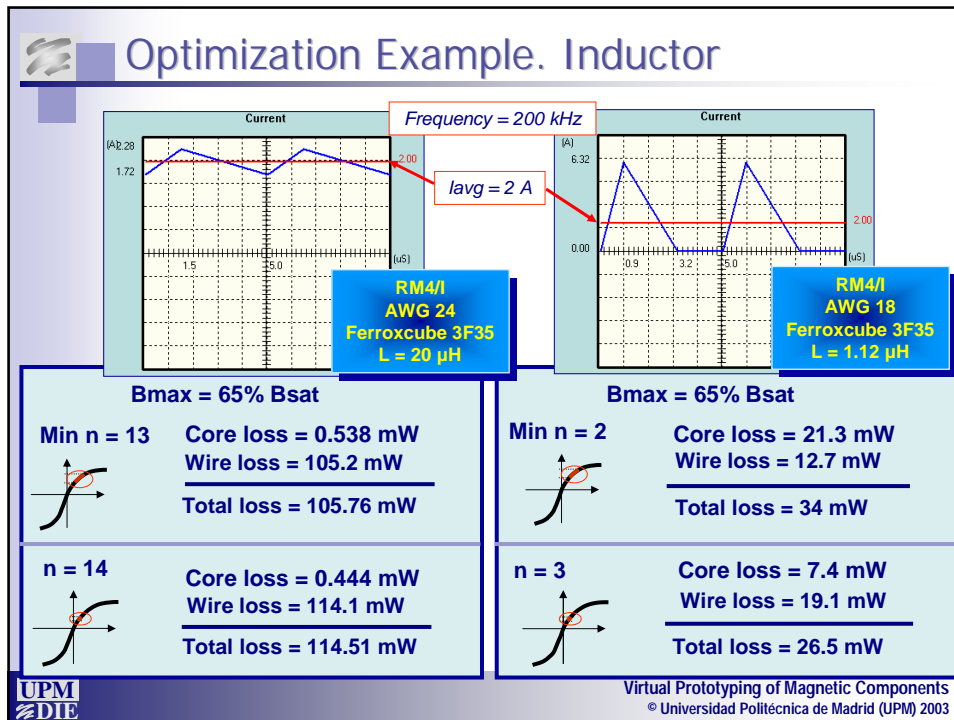 Optimization Example. Inductor
Current
Frequency = 200 kHz
Current
(A)
2.28
1.72
2.00
Iavg = 2 A
(A)
6.32
2.00
0.00
1.5
5.0
(uS)
0.9
3.2
5.0
(uS)
RM4/I
AWG 24
Ferroxcube 3F35
L = 20 µH
RM4/I
AWG 18
Ferroxcube 3F35
L = 1.12 µH
Bmax = 65% Bsat
Min n = 13
Core loss = 0.538 mW
Wire loss = 105.2 mW
Total loss = 105.76 mW
n = 14
Core loss = 0.444 mW
Wire loss = 114.1 mW
Total loss = 114.51 mW
Bmax = 65% Bsat
Min n = 2
Core loss = 21.3 mW
Wire loss = 12.7 mW
Total loss = 34 mW
n = 3
Core loss = 7.4 mW
Wire loss = 19.1 mW
Total loss = 26.5 mW
UPM
DIE
Virtual Prototyping of Magnetic Components
© Universidad Politécnica de Madrid (UPM) 2003